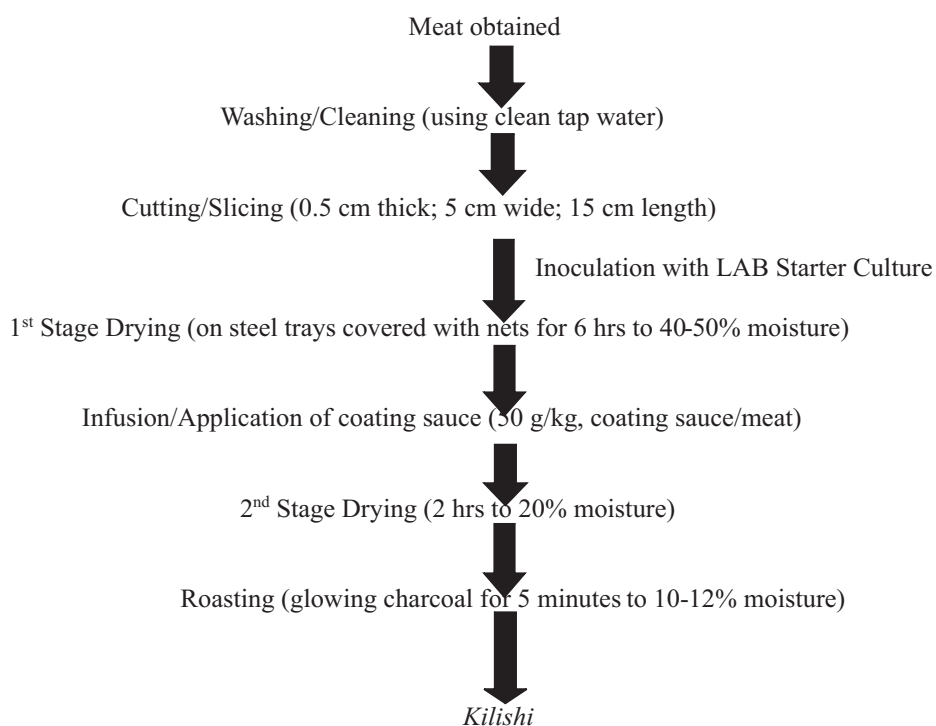 Meat obtained
Washing/Cleaning (using clean tap water)
Cutting/Slicing (0.5 cm thick; 5 cm wide; 15 cm length)
Inoculation with LAB Starter Culture
1st Stage Drying (on steel trays covered with nets for 6 hrs to 40-50% moisture)
Infusion/Application of coating sauce (50 g/kg, coating sauce/meat)
2nd Stage Drying (2 hrs to 20% moisture)
Roasting (glowing charcoal for 5 minutes to 10-12% moisture)
Kilishi